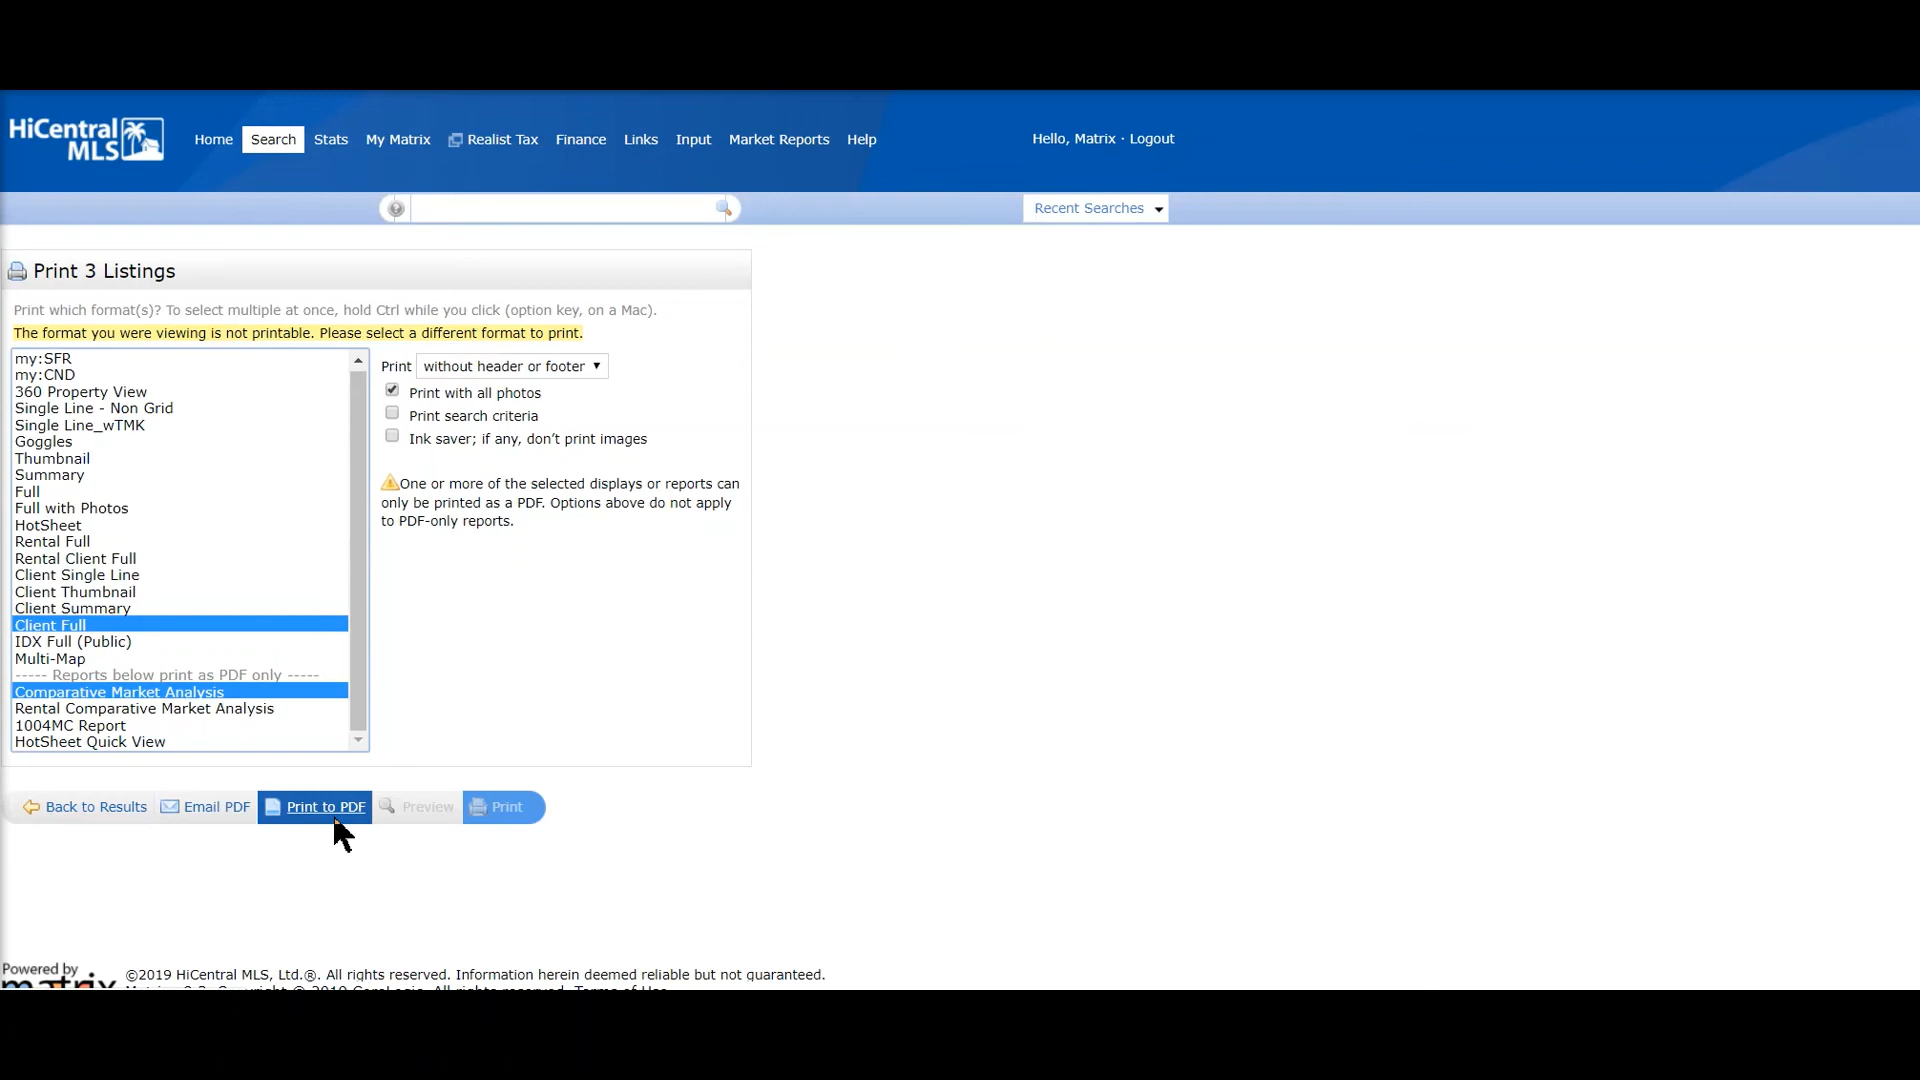 HiCentral
MLS
Home Search Stats My Matrix Realist Tax Finance Links Input Market Reports Help
Hello, Matrix · Logout
Recent Searches
Print 3 Listings
Print which format(s)? To select multiple at once, hold Ctrl while you click (option key, on a Mac).
The format you were viewing is not printable. Please select a different format to print.
my:SFR
my:CND
360 Property View
Single Line - Non Grid
Single Line_wTMK
Goggles
Thumbnail
Summary
Full
Full with Photos
HotSheet
Rental Full
Rental Client Full
Client Single Line
Client Thumbnail
Client Summary
Client Full
IDX Full (Public)
Multi-Map
----- Reports below print as PDF only -----
Comparative Market Analysis
Rental Comparative Market Analysis
1004MC Report
HotSheet Quick View
Print without header or footer
Print with all photos
Print search criteria
Ink saver; if any, don't print images
One or more of the selected displays or reports can
only be printed as a PDF. Options above do not apply
to PDF-only reports.
Back to Results Email PDF Print to PDF Preview Print
Powered by
matrix
©2019 HiCentral MLS, Ltd.®. All rights reserved. Information herein deemed reliable but not guaranteed.